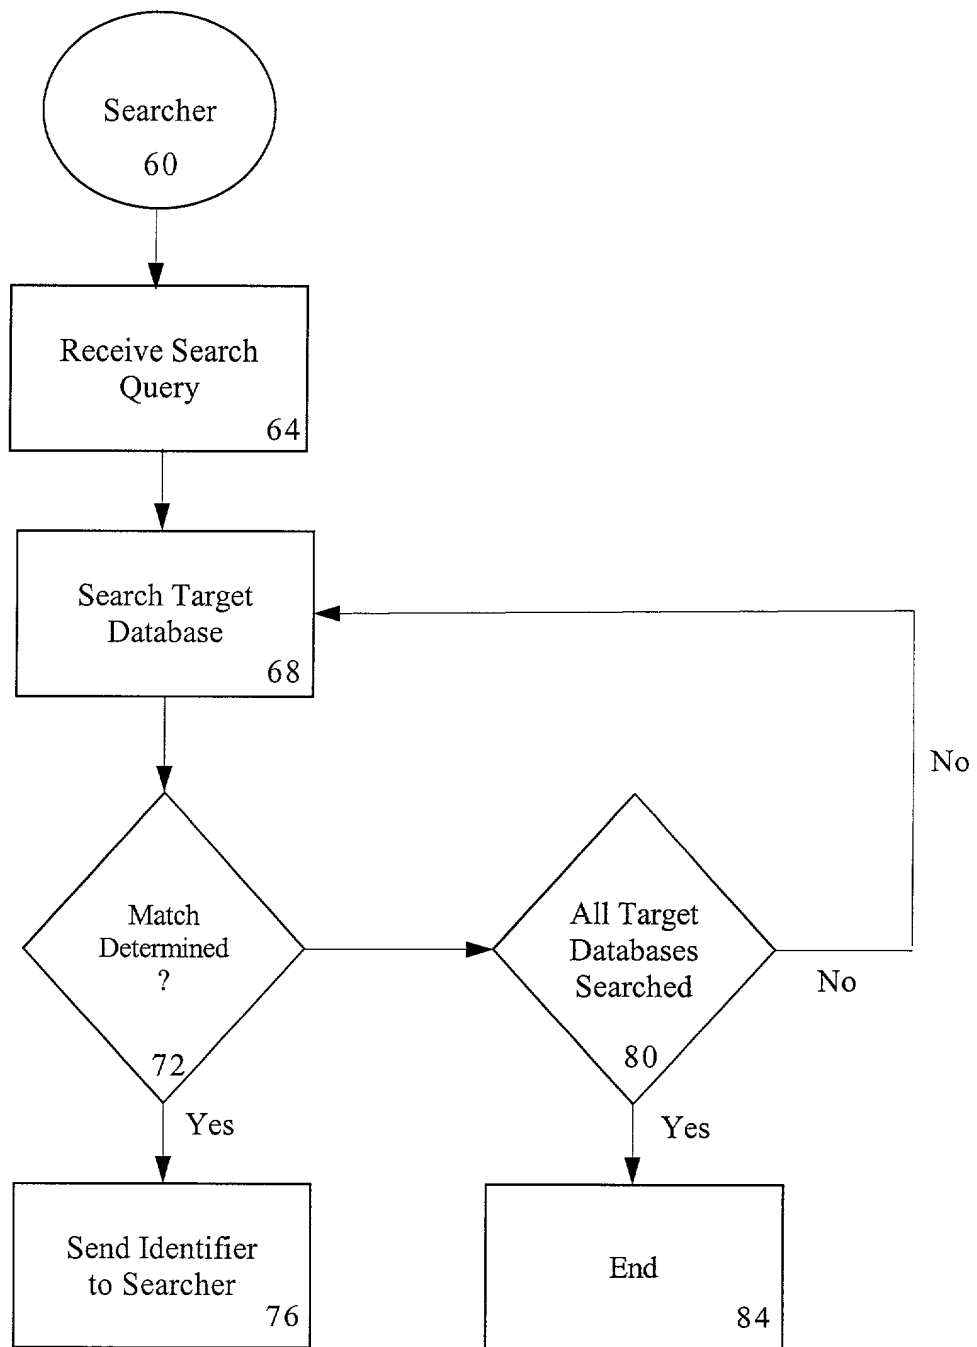 Searcher
60
Receive Search
Query
64
Search Target
Database
68
No
Match
Determined
?
72
All Target
Databases
Searched
80
No
Yes
Yes
Send Identifier
to Searcher
76
End
84